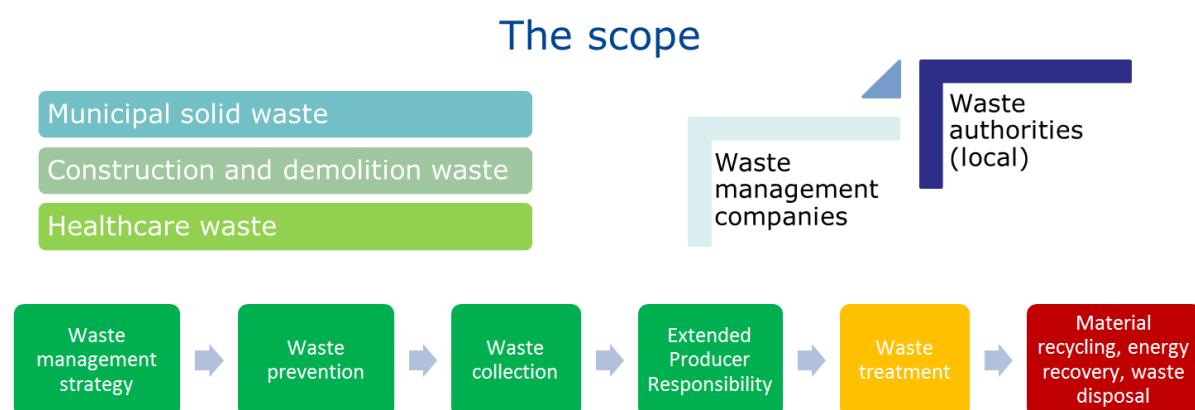 The scope
Municipal solid waste
Construction and demolition waste
Healthcare waste
Waste
management
companies
Waste
authorities
(local)
Waste
management
strategy
Waste
prevention
Waste
collection
Extended
Producer
Responsibility
Waste
treatment
Material
recycling, energy
recovery, waste
disposal